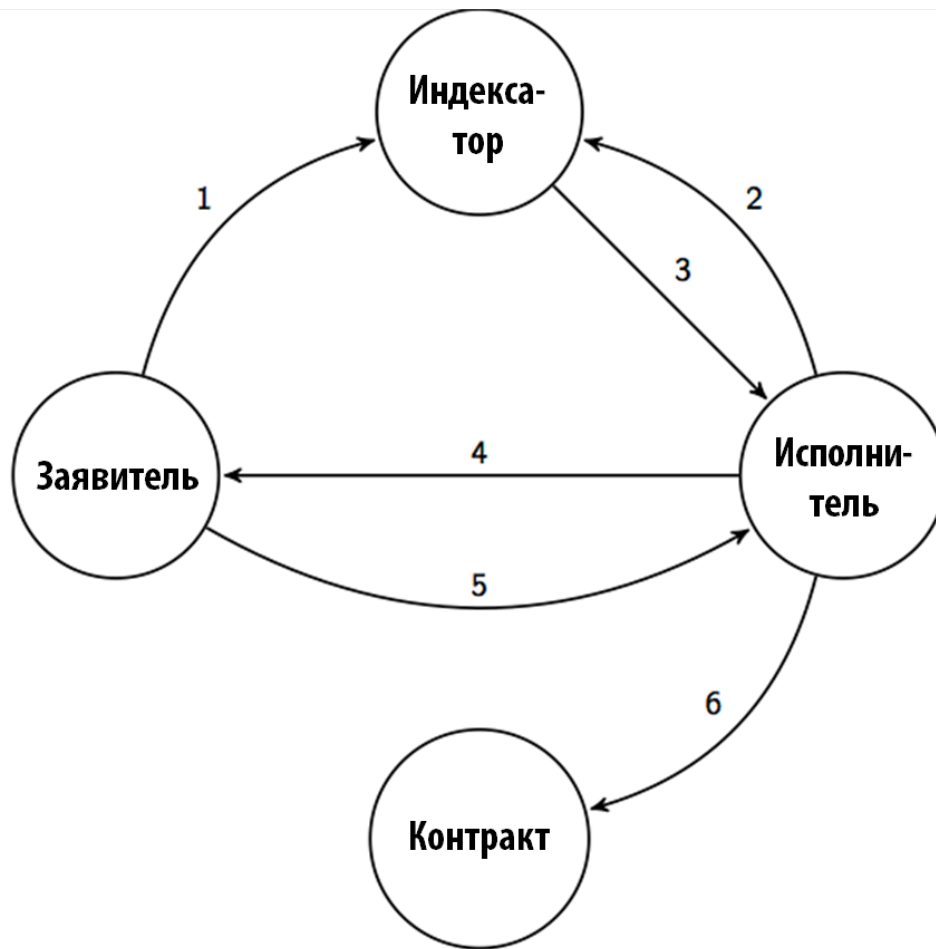 Индекса-
тор
1
2
3
Заявитель
4
Исполни-
тель
5
6
Контракт